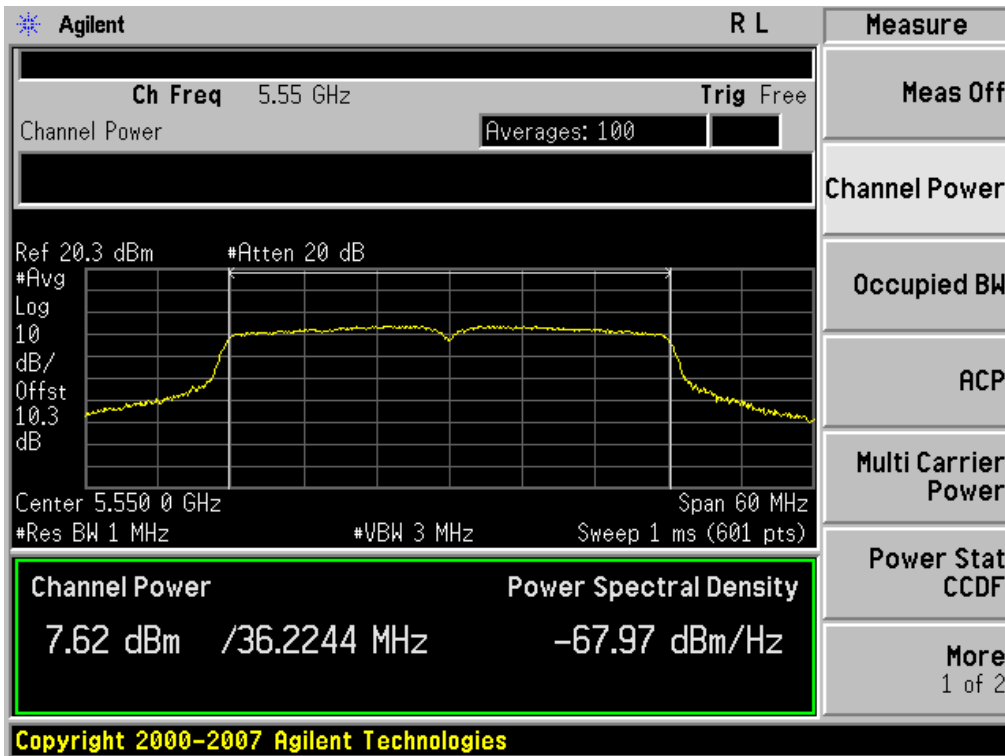 Agilent R L Measure
Ch Freq 5.55 GHz Trig Free
Channel Power Averages: 100
Ref 20.3 dBm #Atten 20 dB
#Avg
Log
10
dB/
Offst
10.3
dB
Center 5.550 0 GHz Span 60 MHz
#Res BW 1 MHz #VBW 3 MHz Sweep 1 ms (601 pts)
Channel Power Power Spectral Density
7.62 dBm /36.2244 MHz -67.97 dBm/Hz
Meas Off
Channel Power
Occupied BW
ACP
Multi Carrier
Power
Power Stat
CCDF
More
1 of 2
Copyright 2000-2007 Agilent Technologies